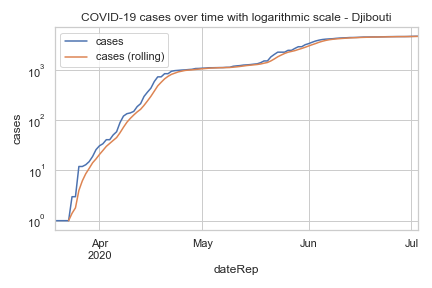 COVID-19 cases over time with logarithmic scale - Djibouti
cases
cases (rolling)
10³
10²
10¹
10⁰
cases
Apr
2020
May
Jun
Jul
dateRep